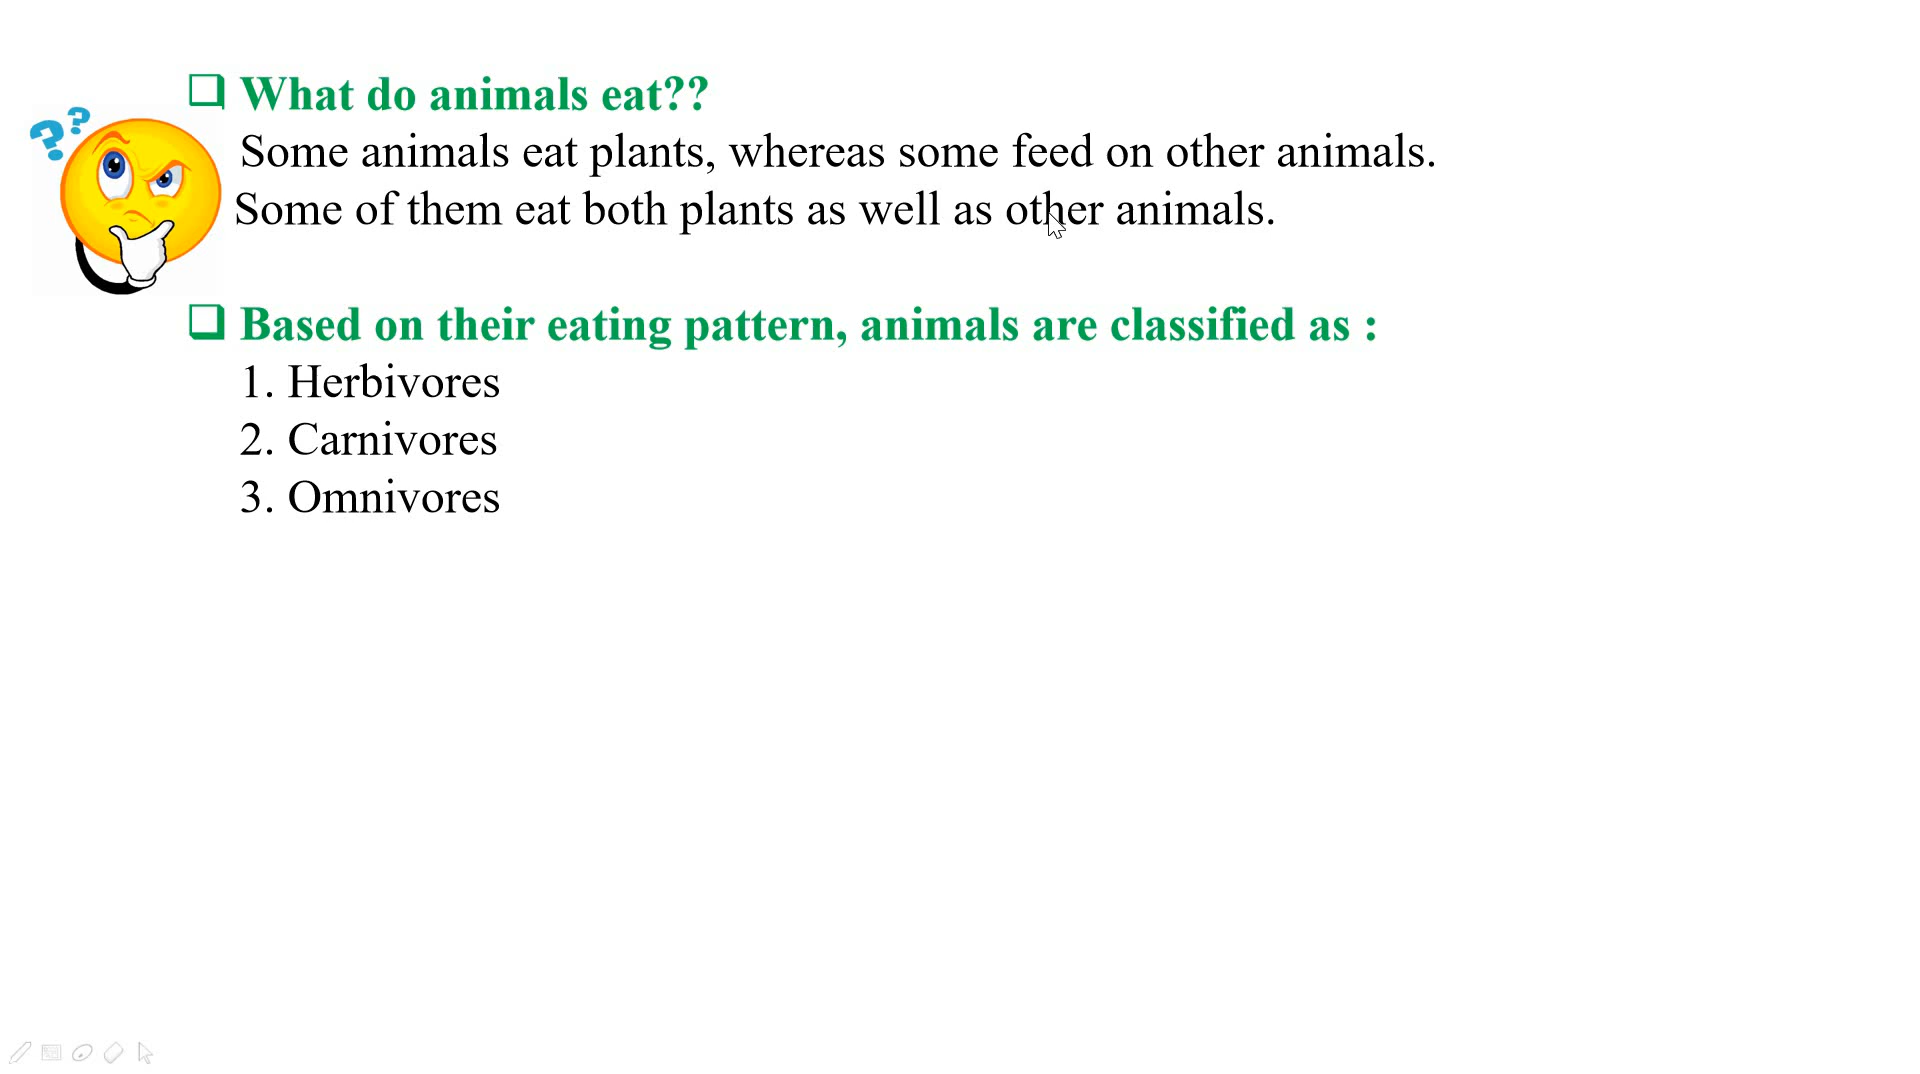 What do animals eat??
Some animals eat plants, whereas some feed on other animals.
Some of them eat both plants as well as other animals.
Based on their eating pattern, animals are classified as :
1. Herbivores
2. Carnivores
3. Omnivores